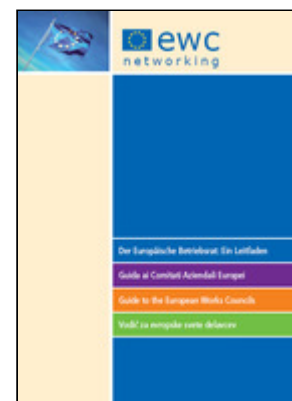 ewc
networking
Der Europäische Betriebsrat: Ein Leitfaden
Guida ai Comitati Aziendali Europei
Guide to the European Works Councils
Vodič za evropske svete delavcev